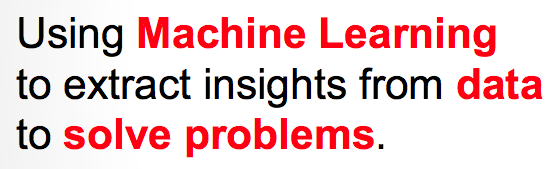 Using Machine Learning
to extract insights from data
to solve problems.